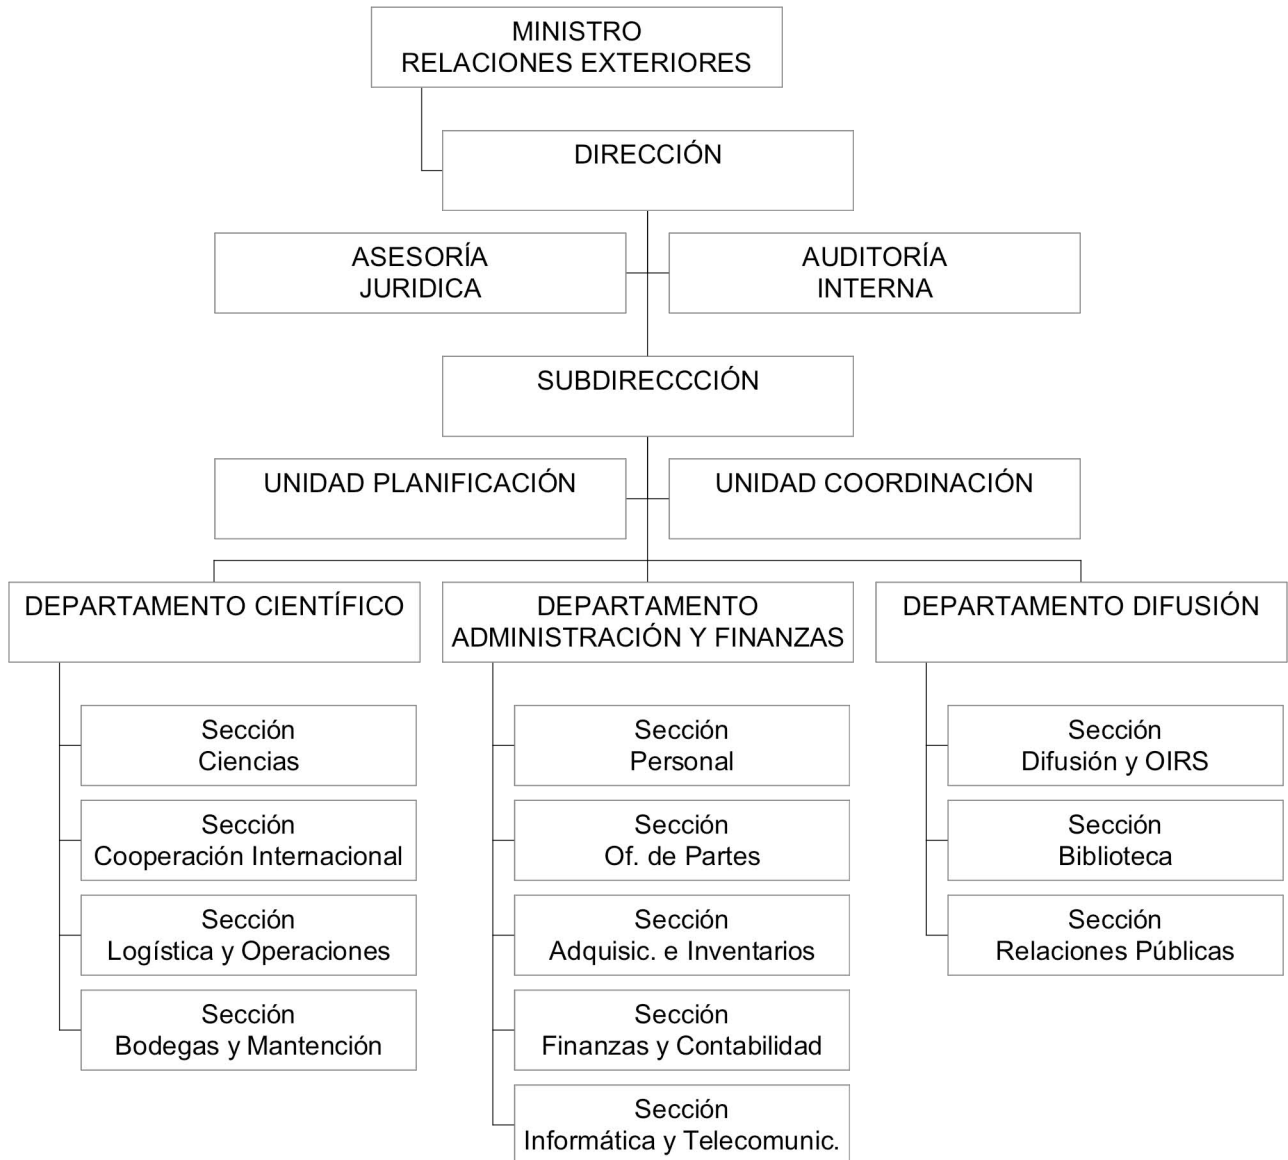 MINISTRO
RELACIONES EXTERIORES
DIRECCIÓN
ASESORÍA
JURIDICA
AUDITORÍA
INTERNA
SUBDIRECCCIÓN
UNIDAD PLANIFICACIÓN
UNIDAD COORDINACIÓN
DEPARTAMENTO CIENTÍFICO
DEPARTAMENTO
ADMINISTRACIÓN Y FINANZAS
DEPARTAMENTO DIFUSIÓN
Sección
Ciencias
Sección
Cooperación Internacional
Sección
Logística y Operaciones
Sección
Bodegas y Mantención
Sección
Personal
Sección
Of. de Partes
Sección
Adquisic. e Inventarios
Sección
Finanzas y Contabilidad
Sección
Informática y Telecomunic.
Sección
Difusión y OIRS
Sección
Biblioteca
Sección
Relaciones Públicas